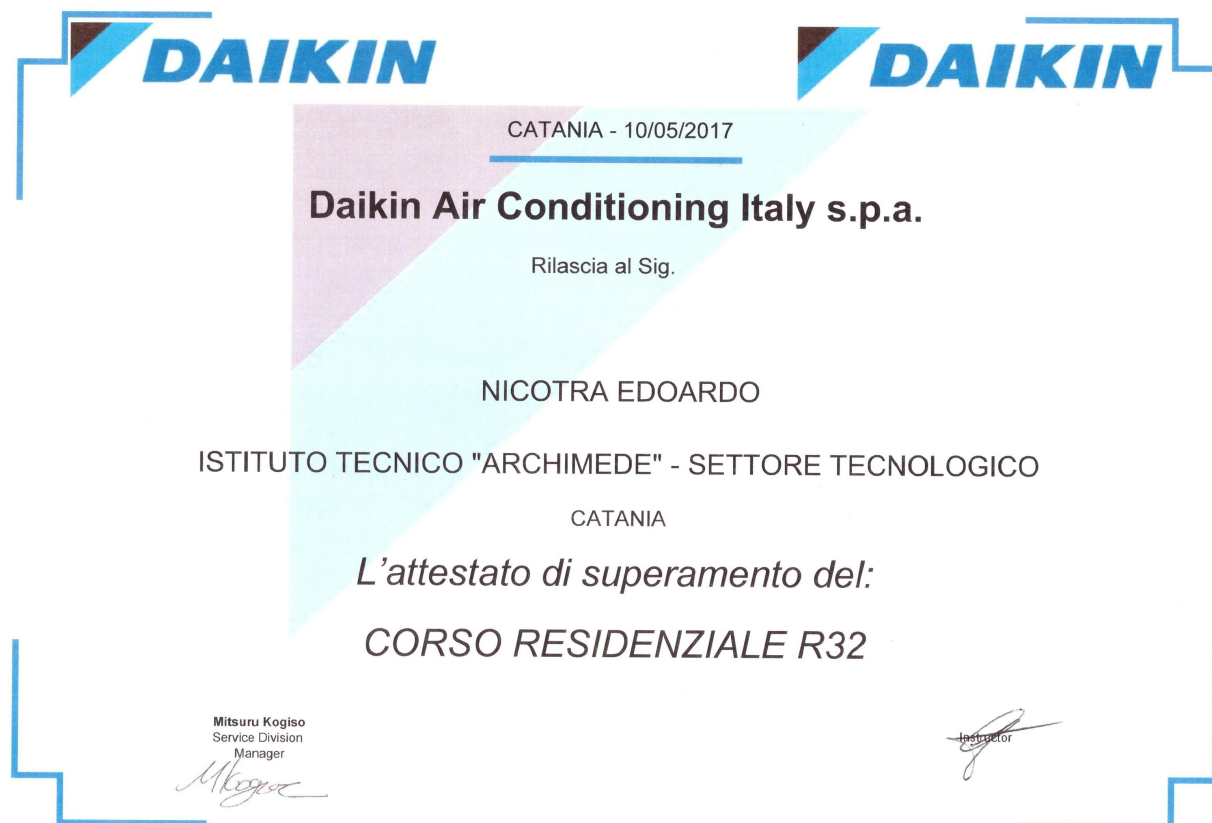 DAIKIN
DAIKIN
CATANIA - 10/05/2017
Daikin Air Conditioning Italy s.p.a.
Rilascia al Sig.
NICOTRA EDOARDO
ISTITUTO TECNICO "ARCHIMEDE" - SETTORE TECNOLOGICO
CATANIA
L'attestato di superamento del:
CORSO RESIDENZIALE R32
Mitsuru Kogiso
Service Division
Manager
Instructor